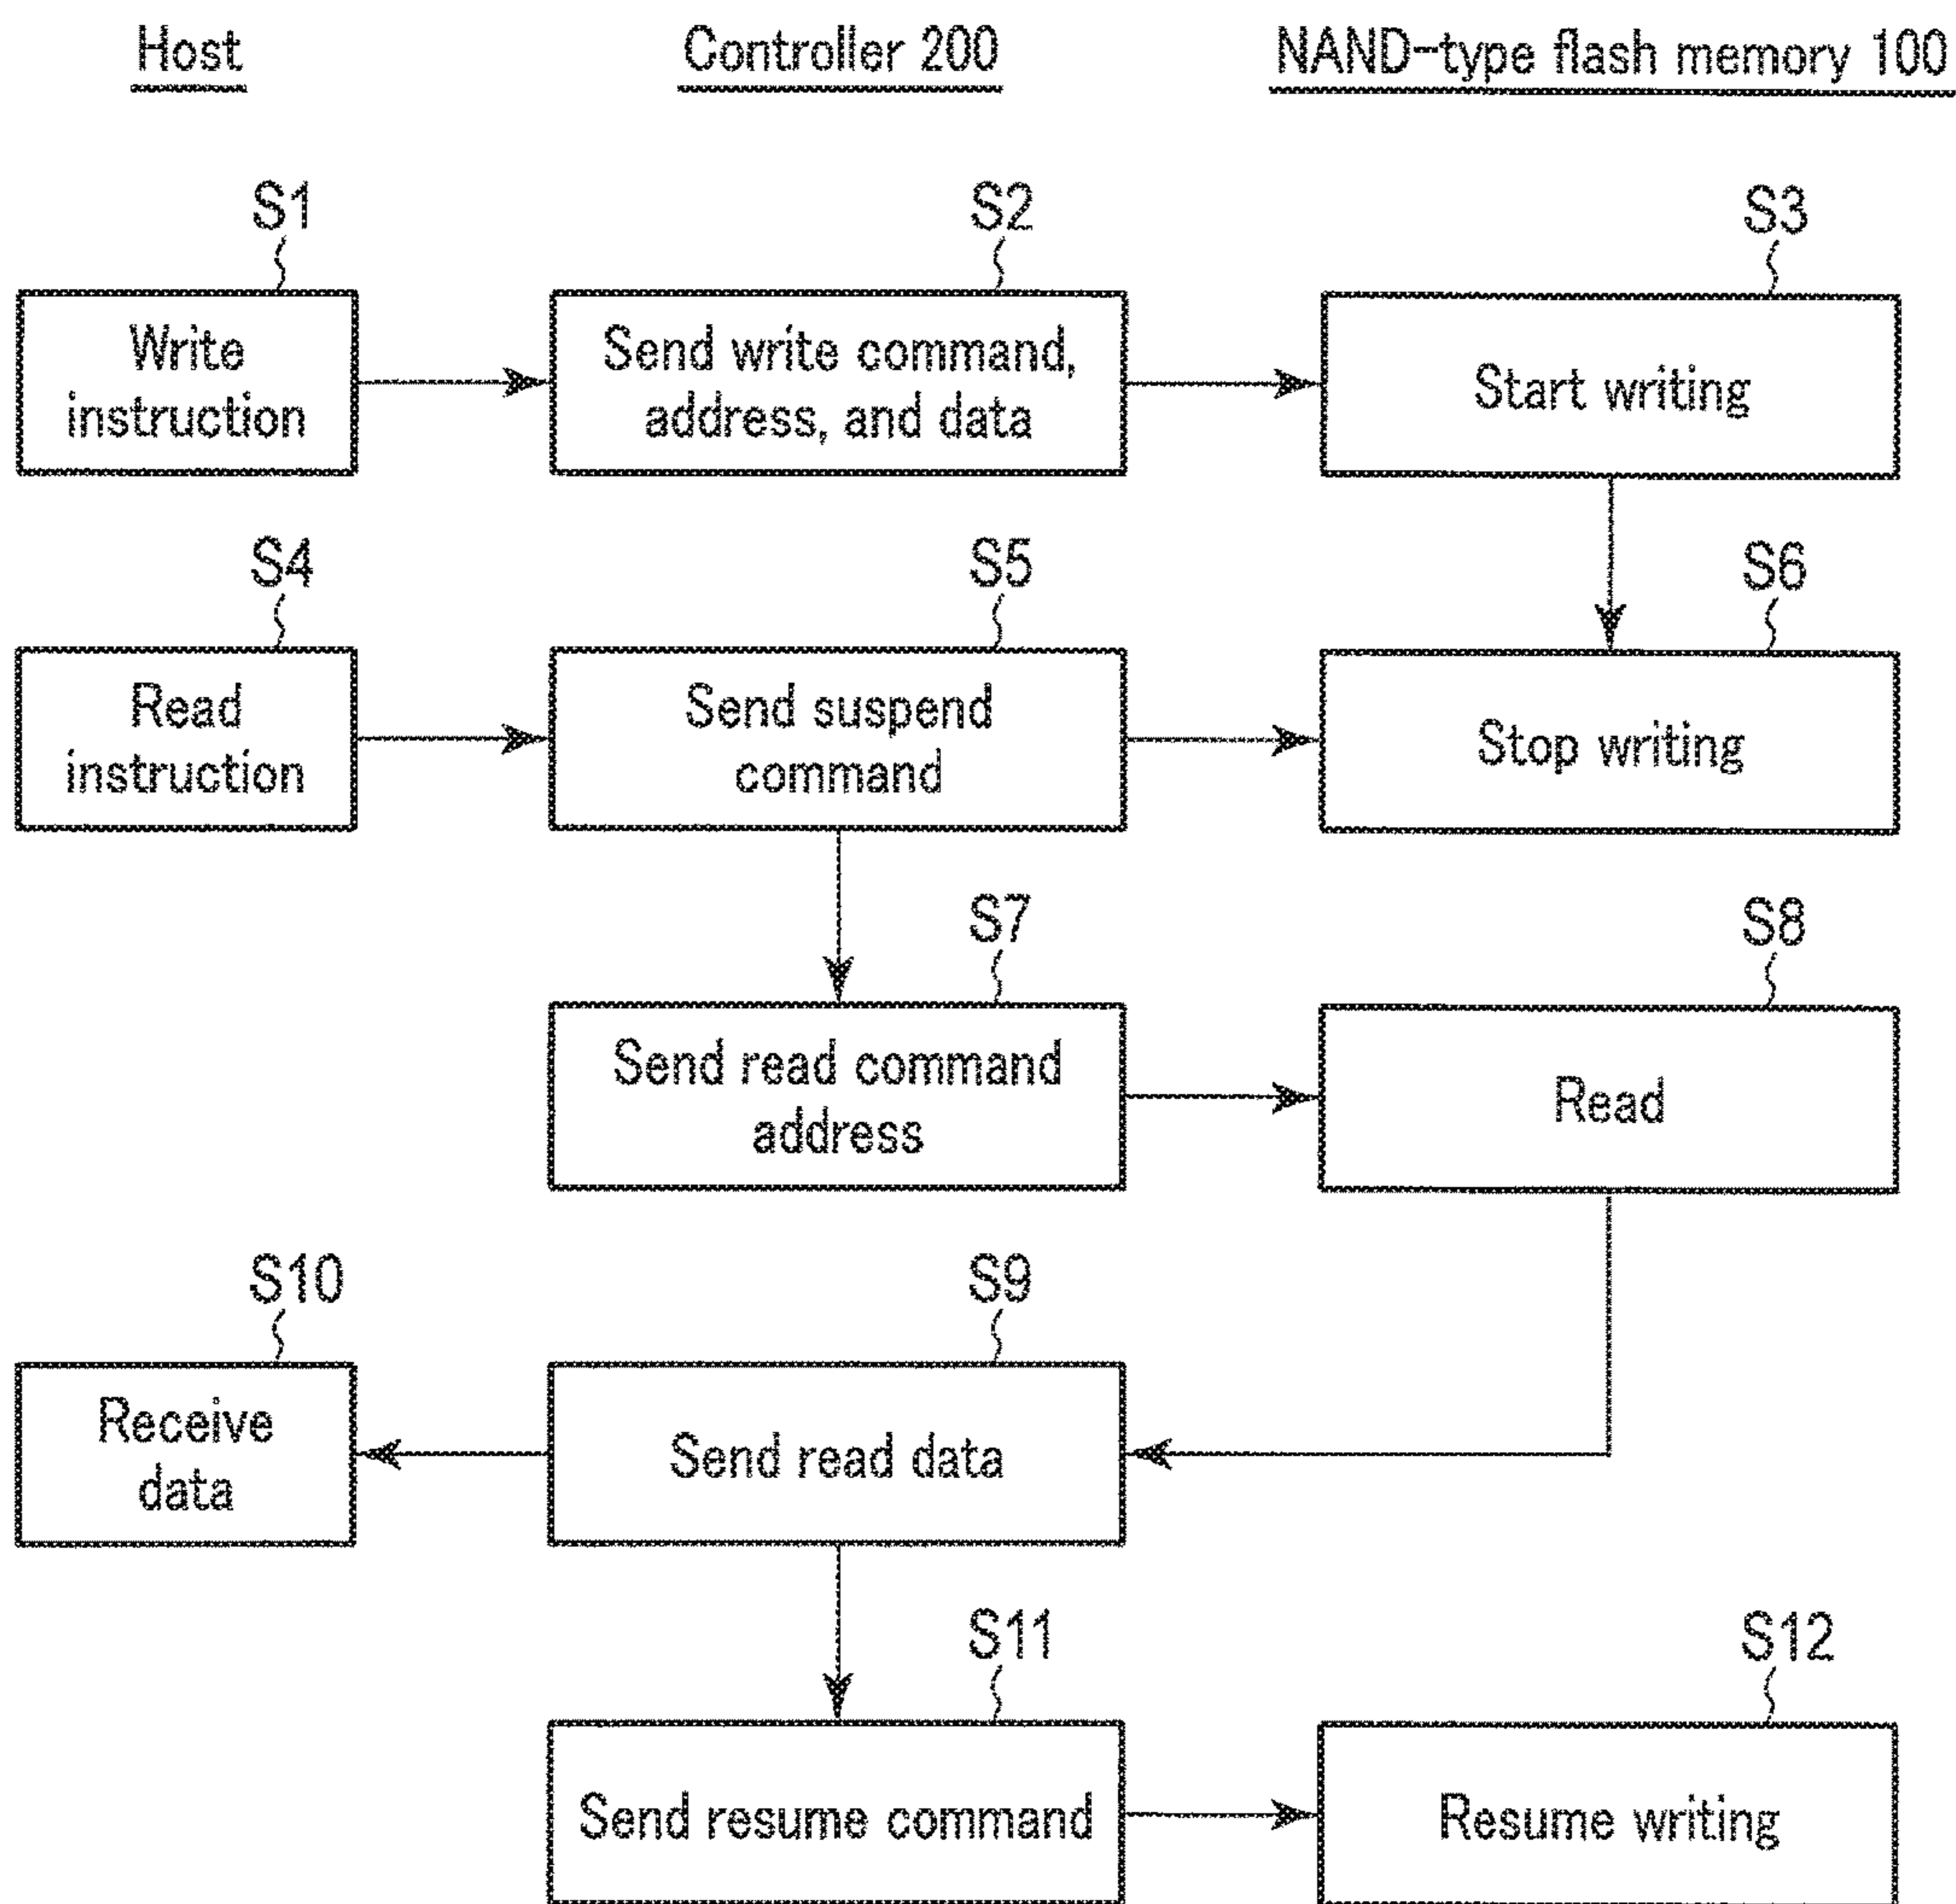 Host
Controller 200
NAND-type flash memory 100
S1
S2
S3
Write
instruction
Send write command,
address, and data
Start writing
S4
S5
S6
Read
instruction
Send suspend
command
Stop writing
S7
S8
Send read command
address
Read
S10
S9
Receive
data
Send read data
S11
S12
Send resume command
Resume writing